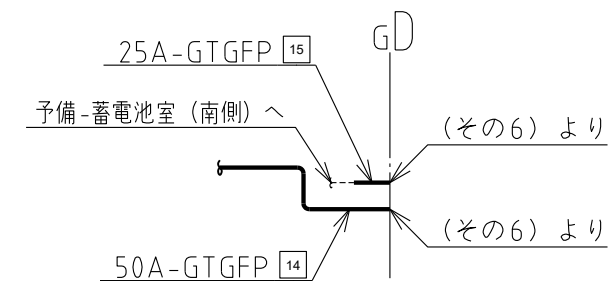 GD
25A-GTGFP 15
予備-蓄電池室（南側）へ
（その6）より
（その6）より
50A-GTGFP 14